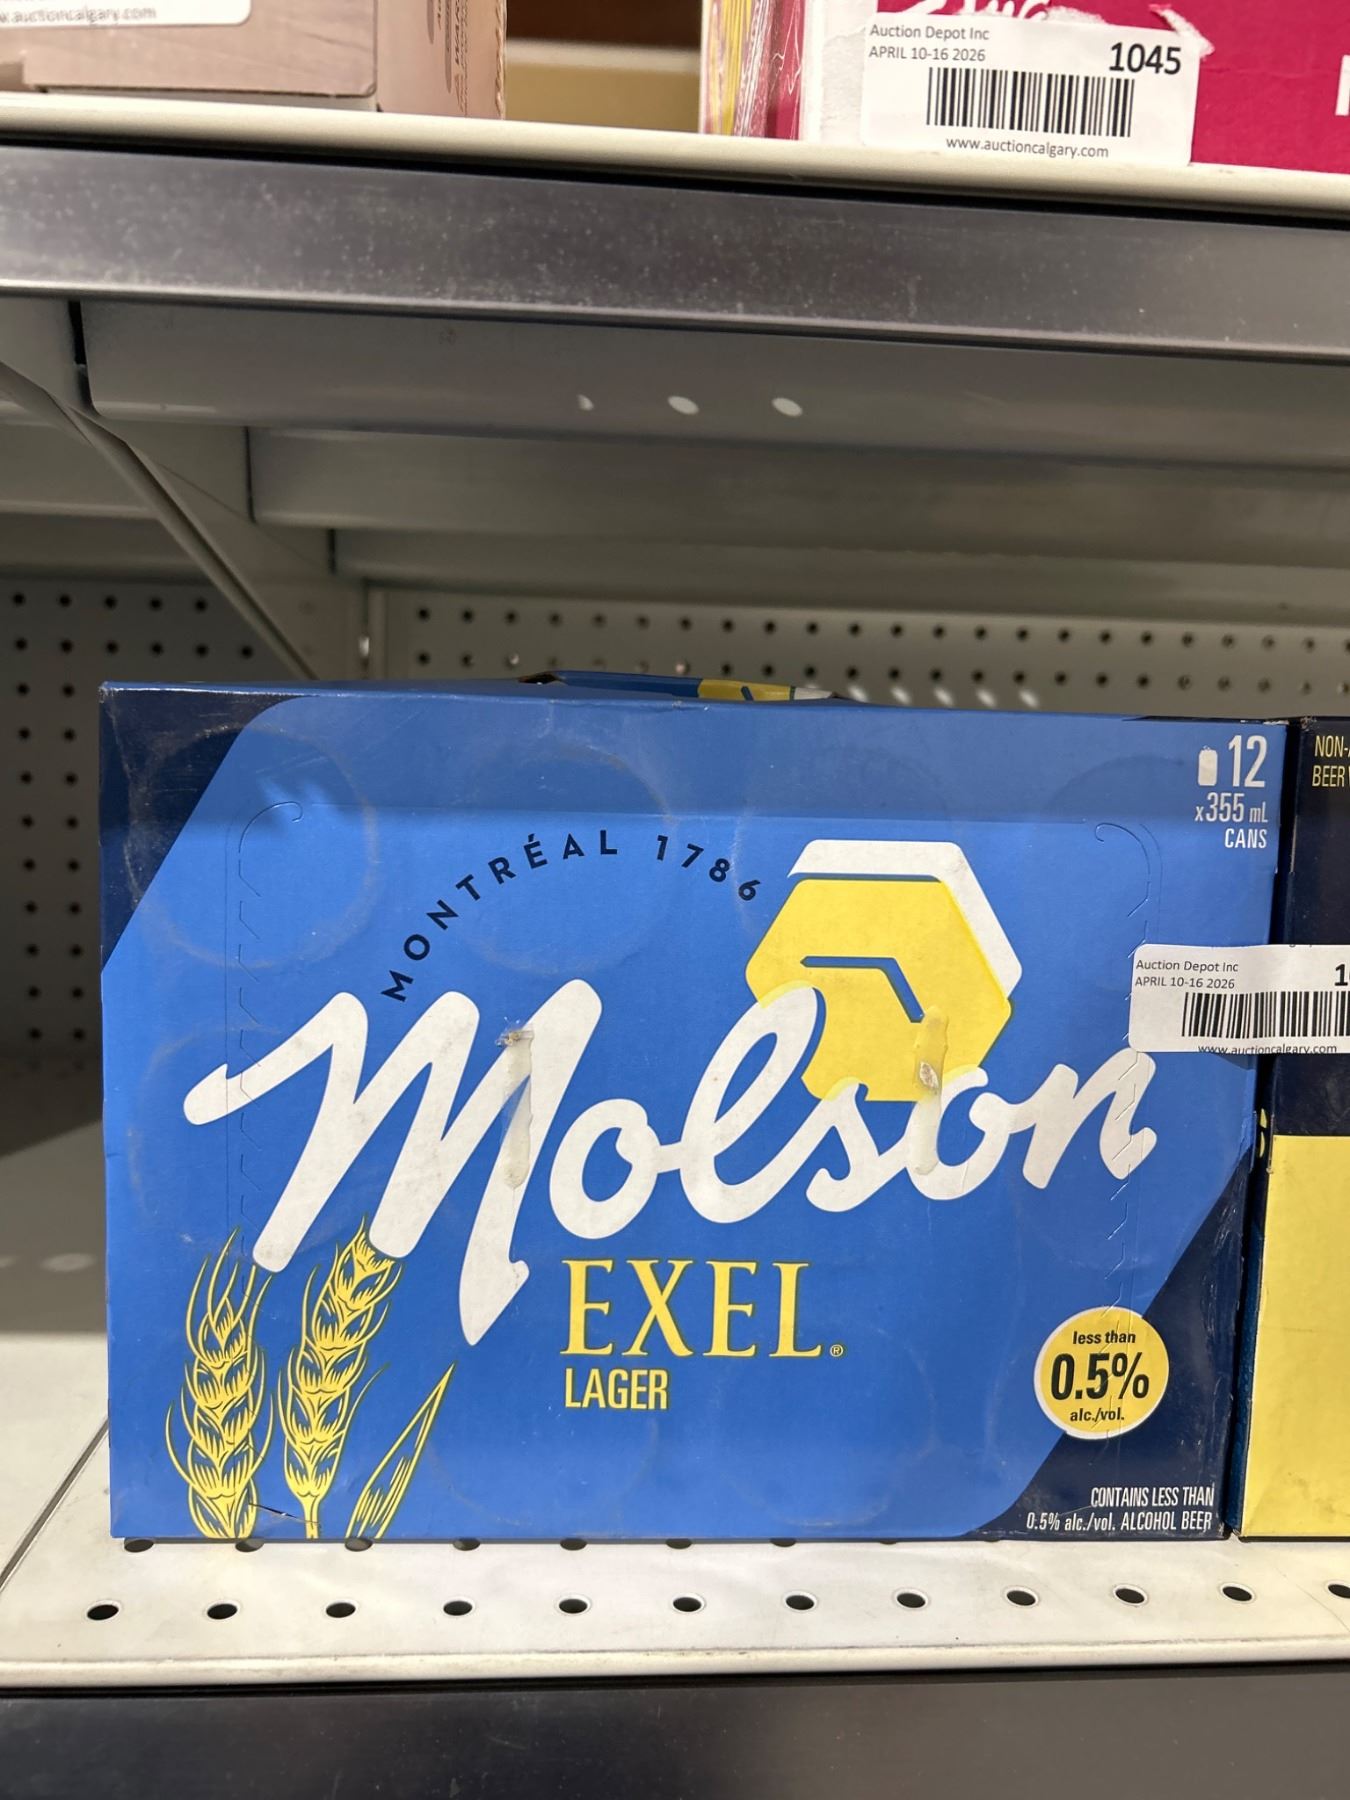 w.auctioncalgary.com
Auction Depot Inc
APRIL 10-16 2026
1045
www.auctioncalgary.com
12
x355 mL
CANS
NON-
BEER
MONTRÉAL 1786
Molson
Auction Depot Inc
APRIL 10-16 2026
www.auctioncalgary.com
EXEL®
LAGER
less than
0.5%
alc./vol.
CONTAINS LESS THAN
0.5% alc./vol. ALCOHOL BEER